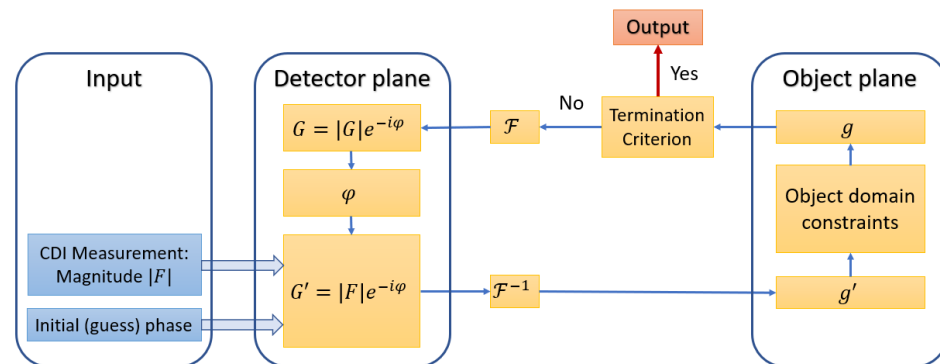 Output
Input
Detector plane
Yes
Object plane
No
G = |G|e^{-iφ}
ℱ
Termination
Criterion
g
φ
Object domain
constraints
CDI Measurement:
Magnitude |F|
G′ = |F|e^{-iφ}
ℱ^{-1}
g′
Initial (guess) phase